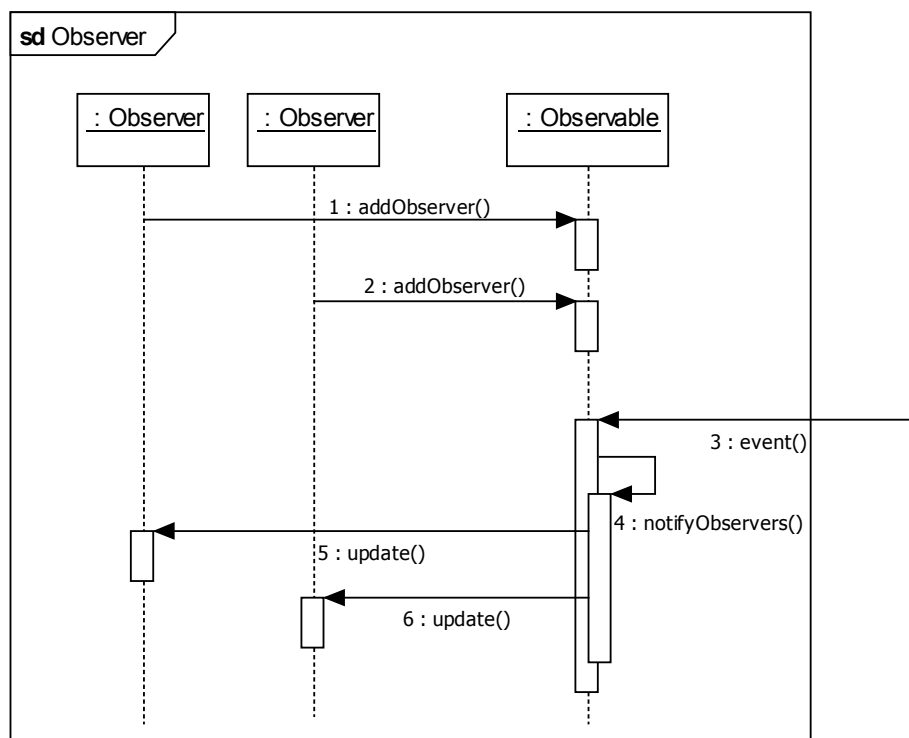 sd Observer
: Observer
: Observer
: Observable
1 : addObserver()
2 : addObserver()
3 : event()
4 : notifyObservers()
5 : update()
6 : update()